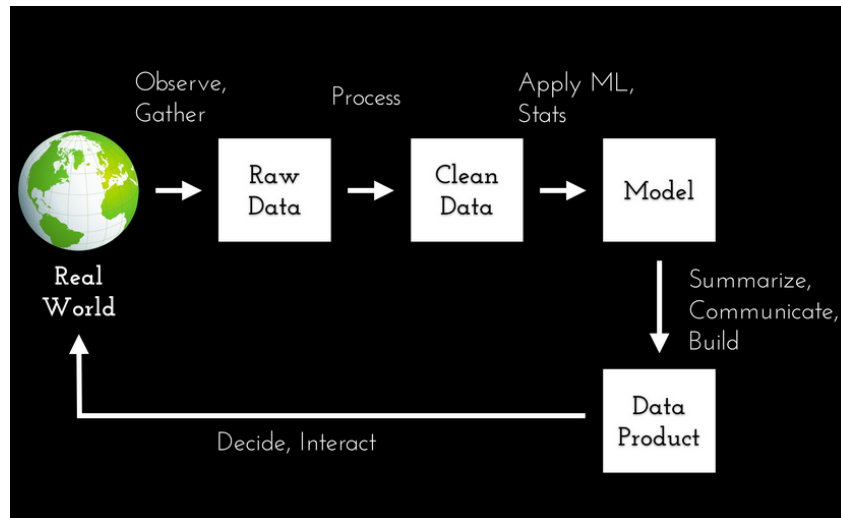 Observe,
Gather
Process
Apply ML,
Stats
Raw
Data
Clean
Data
Model
Real
World
Summarize,
Communicate,
Build
Data
Product
Decide, Interact